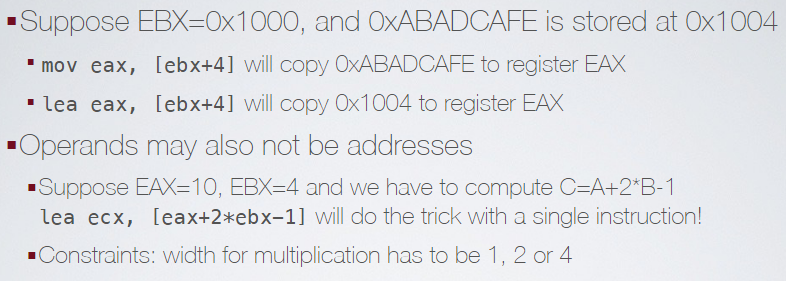 ▪Suppose EBX=0x1000, and 0xABADCAFE is stored at 0x1004
▪ mov eax, [ebx+4] will copy 0xABADCAFE to register EAX
▪ lea eax, [ebx+4] will copy 0x1004 to register EAX
▪Operands may also not be addresses
▪Suppose EAX=10, EBX=4 and we have to compute C=A+2*B-1
lea ecx, [eax+2*ebx-1] will do the trick with a single instruction!
▪Constraints: width for multiplication has to be 1, 2 or 4